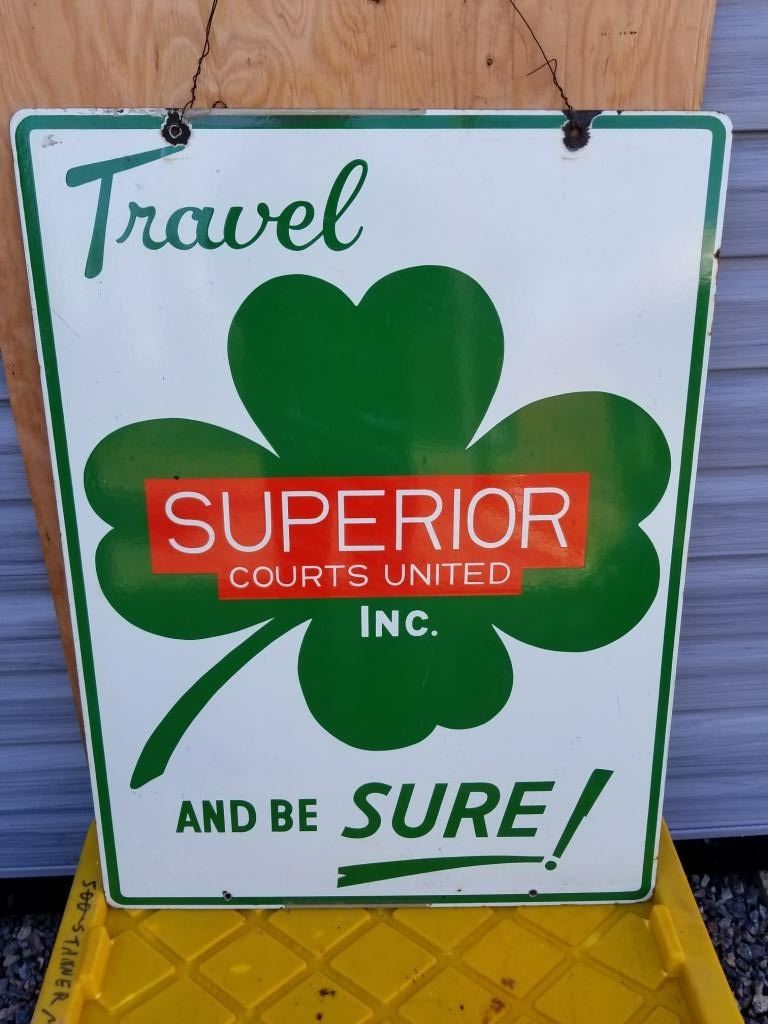 Travel
SUPERIOR
COURTS UNITED
INC.
AND BE SURE!